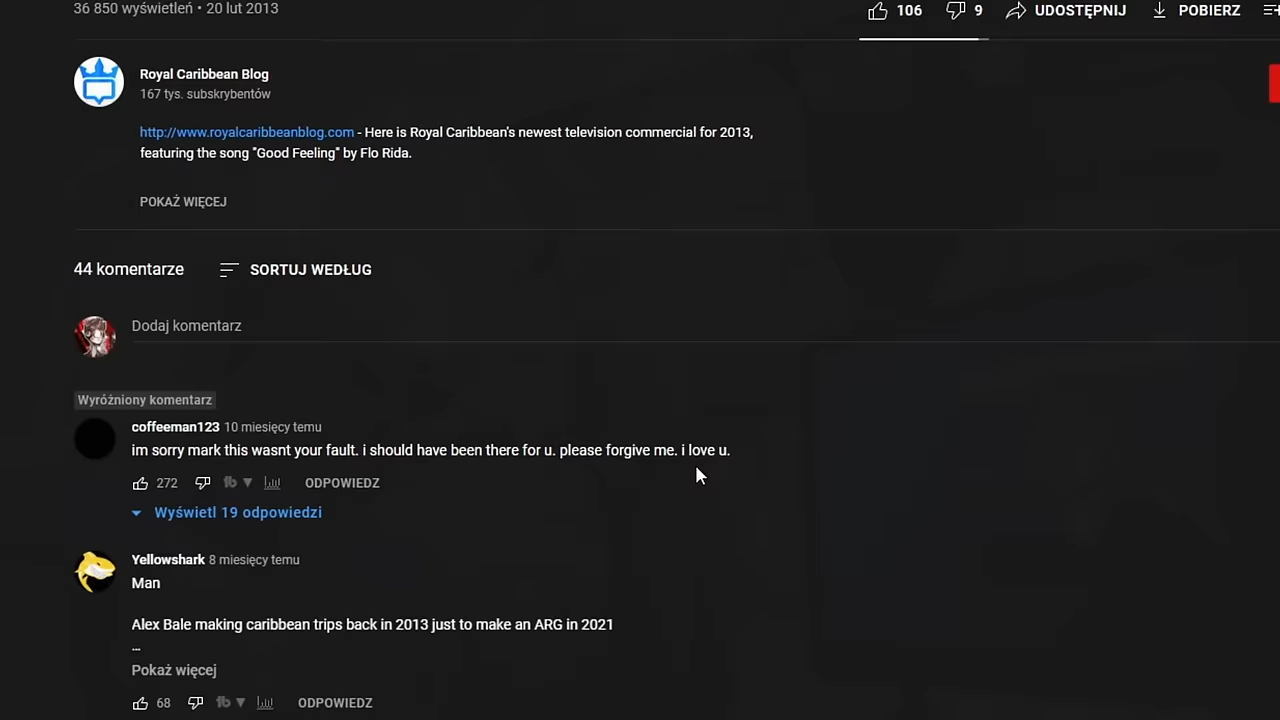 36 850 wyświetleń • 20 lut 2013
106 9 UDOSTĘPNIJ POBIERZ
Royal Caribbean Blog
167 tys. subskrybentów
http://www.royalcaribbeanblog.com - Here is Royal Caribbean's newest television commercial for 2013,
featuring the song "Good Feeling" by Flo Rida.
POKAŻ WIĘCEJ
44 komentarze SORTUJ WEDŁUG
Dodaj komentarz
Wyróżniony komentarz
coffeeman123 10 miesięcy temu
im sorry mark this wasnt your fault. i should have been there for u. please forgive me. i love u.
272 tb ODPOWIEDZ
Wyświetl 19 odpowiedzi
Yellowshark 8 miesięcy temu
Man
Alex Bale making caribbean trips back in 2013 just to make an ARG in 2021
...
Pokaż więcej
68 tb ODPOWIEDZ